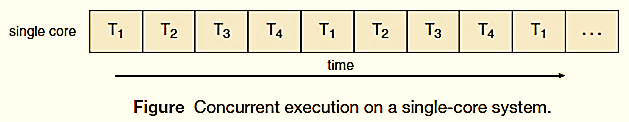 single core T₁ T₂ T₃ T₄ T₁ T₂ T₃ T₄ T₁ ...
time
Figure Concurrent execution on a single-core system.